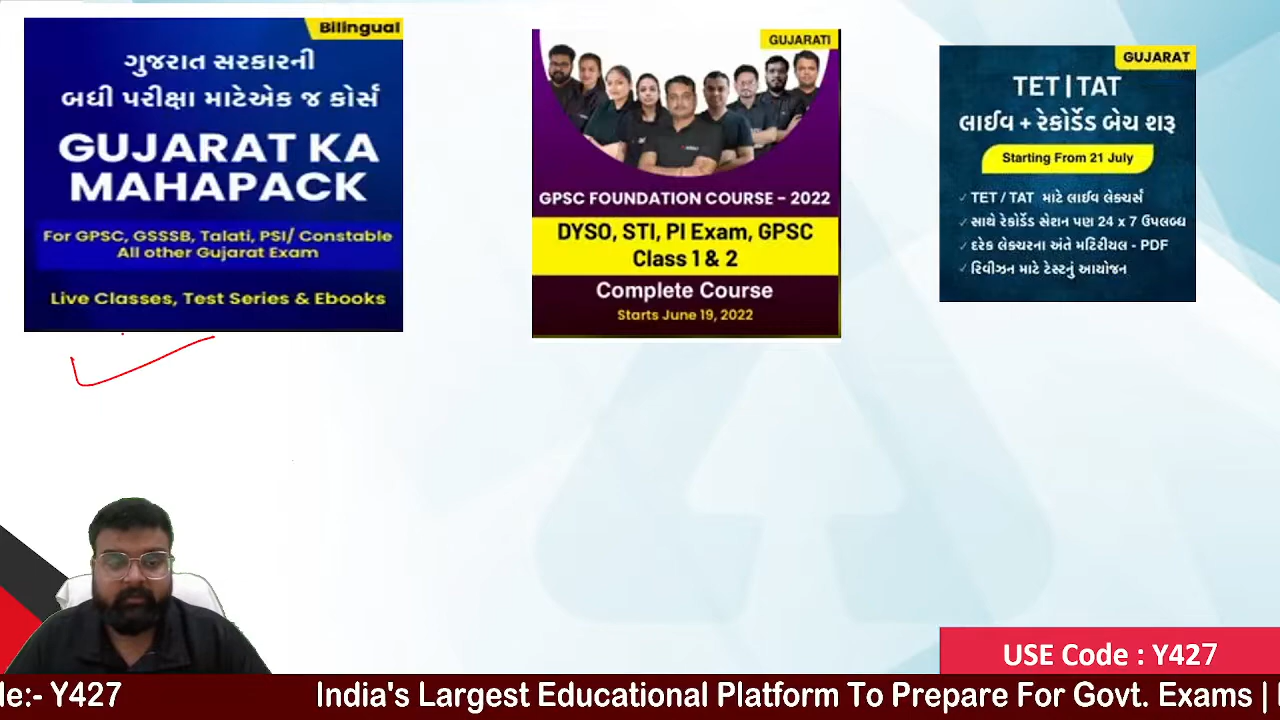 Bilingual
ગુજરાત સરકારની
બધી પરીક્ષા માટેએક જ કોર્સ
GUJARAT KA
MAHAPACK
For GPSC, GSSSB, Talati, PSI/ Constable
All other Gujarat Exam
Live Classes, Test Series & Ebooks
GUJARATI
GPSC FOUNDATION COURSE - 2022
DYSO, STI, PI Exam, GPSC
Class 1 & 2
Complete Course
Starts June 19, 2022
GUJARAT
TET|TAT
લાઈવ + રેકોર્ડેડ બેચ શરૂ
Starting From 21 July
✓ TET / TAT માટે લાઈવ લેક્ચર્સ
✓ સાથે રેકોર્ડેડ સેશન પણ 24 x 7 ઉપલબ્ધ
✓ દરેક લેક્ચરના અંતે મટિરીયલ - PDF
✓ રિવીઝન માટે ટેસ્ટનું આયોજન
USE Code : Y427
de:- Y427 India's Largest Educational Platform To Prepare For Govt. Exams |